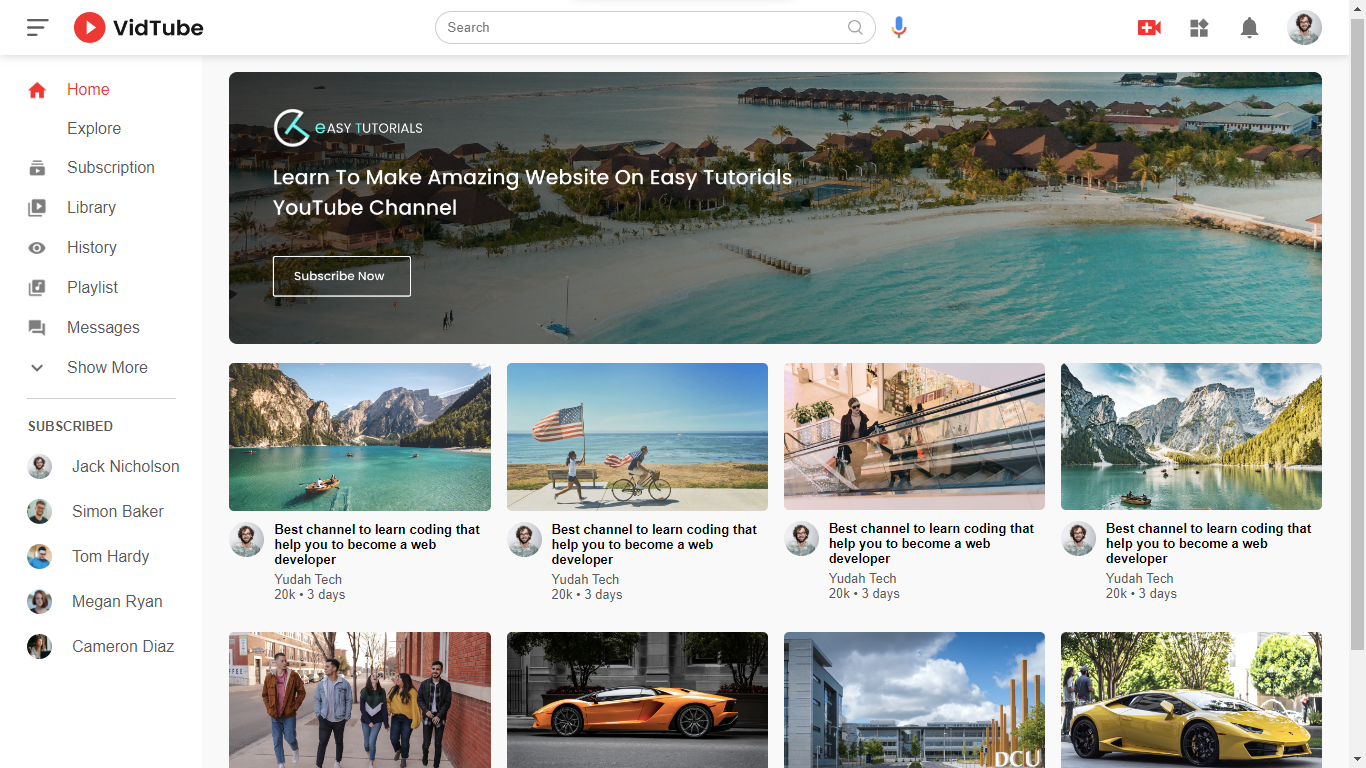 VidTube
Search
Home
Explore
Subscription
Library
History
Playlist
Messages
Show More
SUBSCRIBED
Jack Nicholson
Simon Baker
Tom Hardy
Megan Ryan
Cameron Diaz
eASY TUTORIALS
Learn To Make Amazing Website On Easy Tutorials
YouTube Channel
Subscribe Now
Best channel to learn coding that
help you to become a web
developer
Yudah Tech
20k • 3 days
Best channel to learn coding that
help you to become a web
developer
Yudah Tech
20k • 3 days
Best channel to learn coding that
help you to become a web
developer
Yudah Tech
20k • 3 days
Best channel to learn coding that
help you to become a web
developer
Yudah Tech
20k • 3 days
DCU